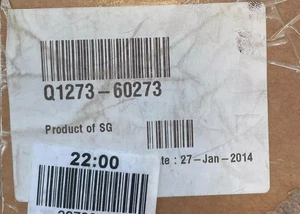 Q1273-60273
Product of SG
te : 27-Jan-2014
22:00